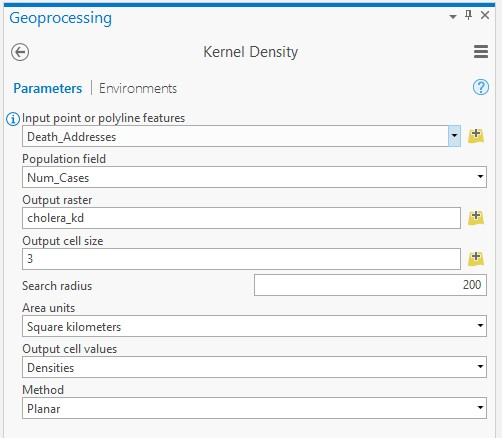 Geoprocessing
Kernel Density
Parameters | Environments
Input point or polyline features
Death_Addresses
Population field
Num_Cases
Output raster
cholera_kd
Output cell size
3
Search radius 200
Area units
Square kilometers
Output cell values
Densities
Method
Planar